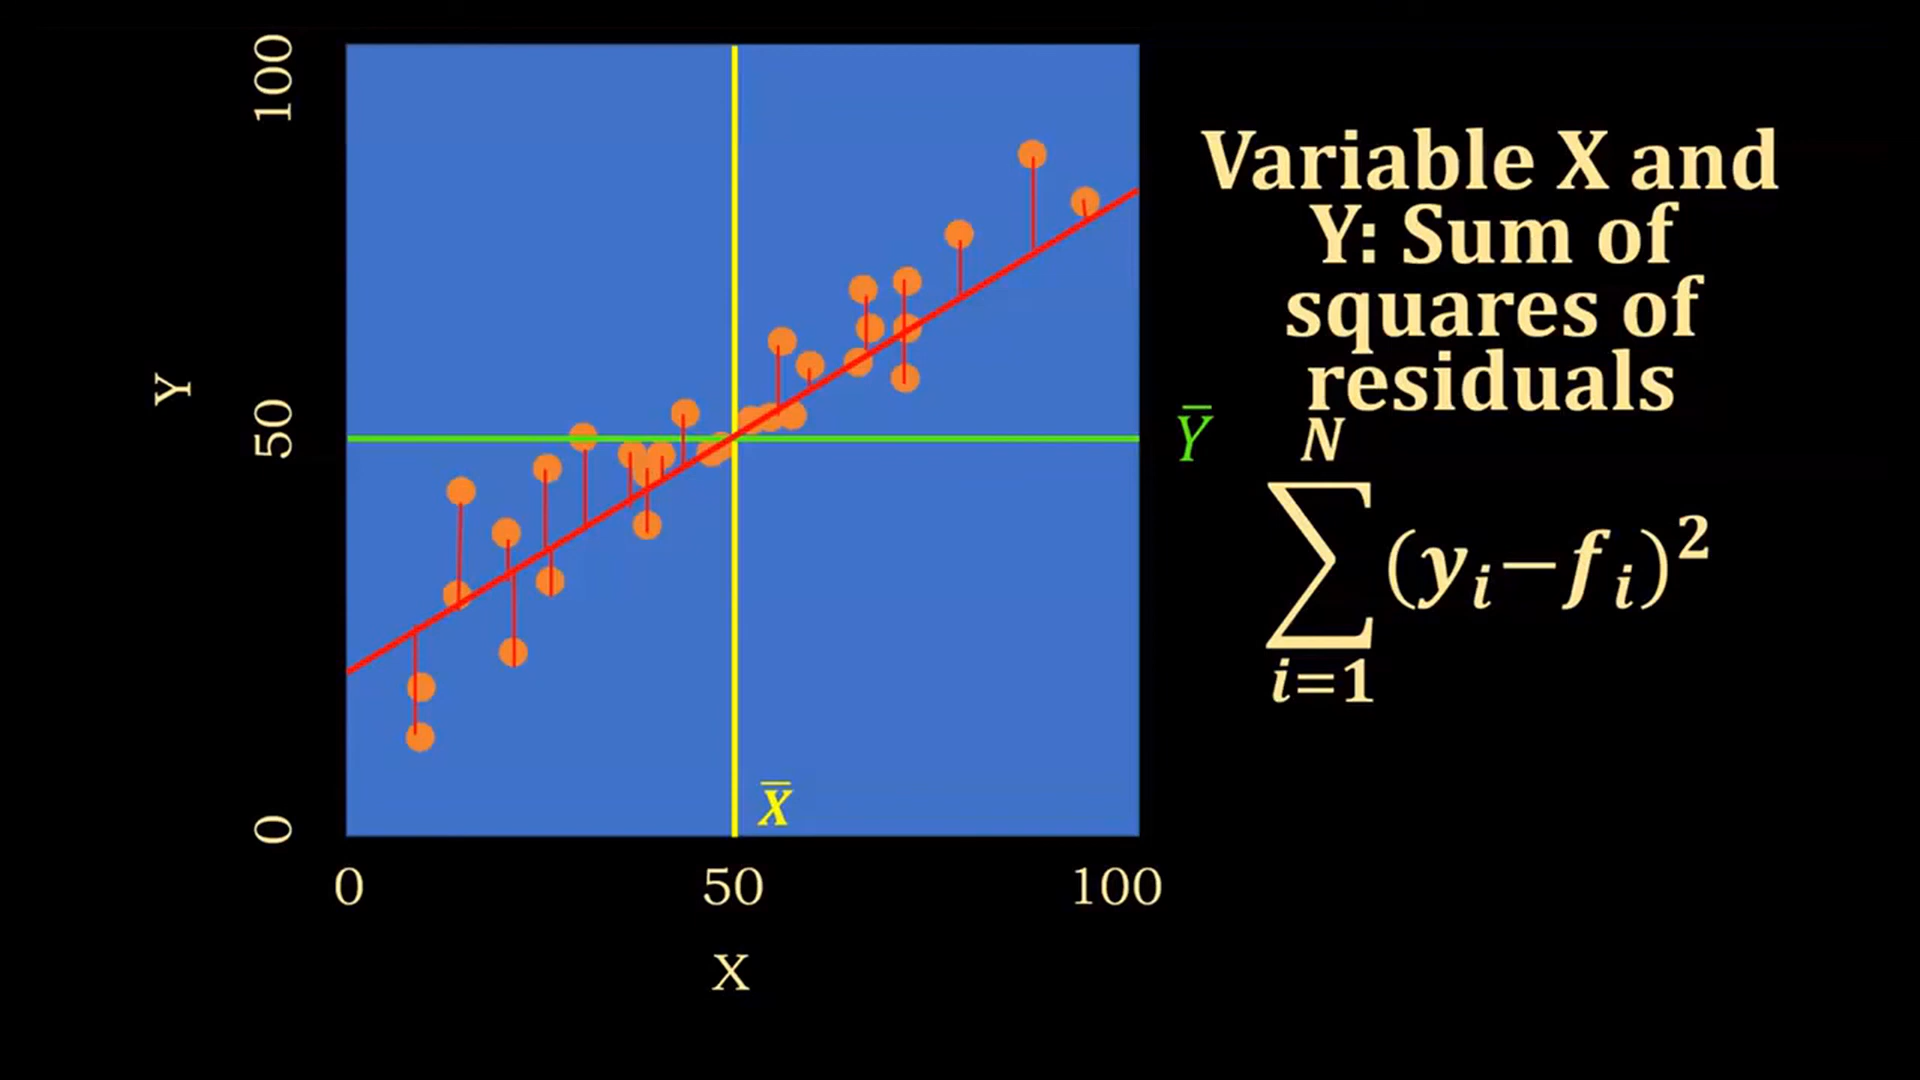 100
50
0
Y
0 50 100
X
X̅
Y̅
Variable X and
Y: Sum of
squares of
residuals
N
∑(yᵢ−fᵢ)²
i=1